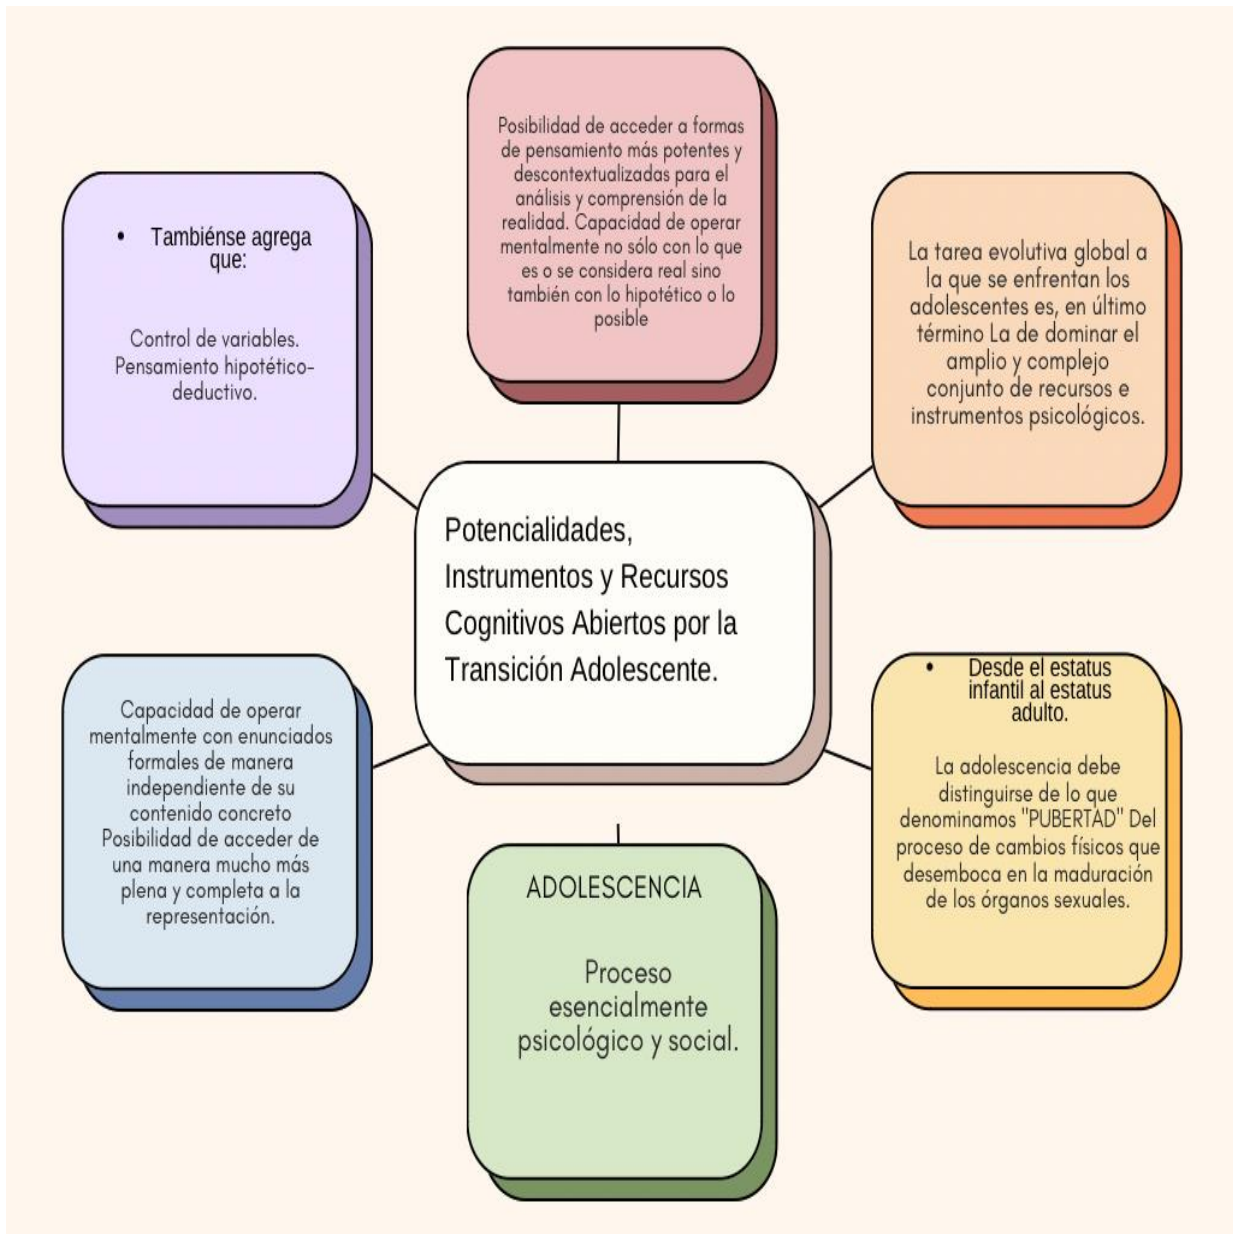 Posibilidad de acceder a formas
de pensamiento más potentes y
descontextualizadas para el
análisis y comprensión de la
realidad. Capacidad de operar
mentalmente no sólo con lo que
es o se considera real sino
también con lo hipotético o lo
posible
• Tambiénse agrega
que:
Control de variables.
Pensamiento hipotético-
deductivo.
La tarea evolutiva global a
la que se enfrentan los
adolescentes es, en último
término La de dominar el
amplio y complejo
conjunto de recursos e
instrumentos psicológicos.
Potencialidades,
Instrumentos y Recursos
Cognitivos Abiertos por la
Transición Adolescente.
Capacidad de operar
mentalmente con enunciados
formales de manera
independiente de su
contenido concreto
Posibilidad de acceder de
una manera mucho más
plena y completa a la
representación.
• Desde el estatus
infantil al estatus
adulto.
La adolescencia debe
distinguirse de lo que
denominamos "PUBERTAD" Del
proceso de cambios físicos que
desemboca en la maduración
de los órganos sexuales.
ADOLESCENCIA
Proceso
esencialmente
psicológico y social.